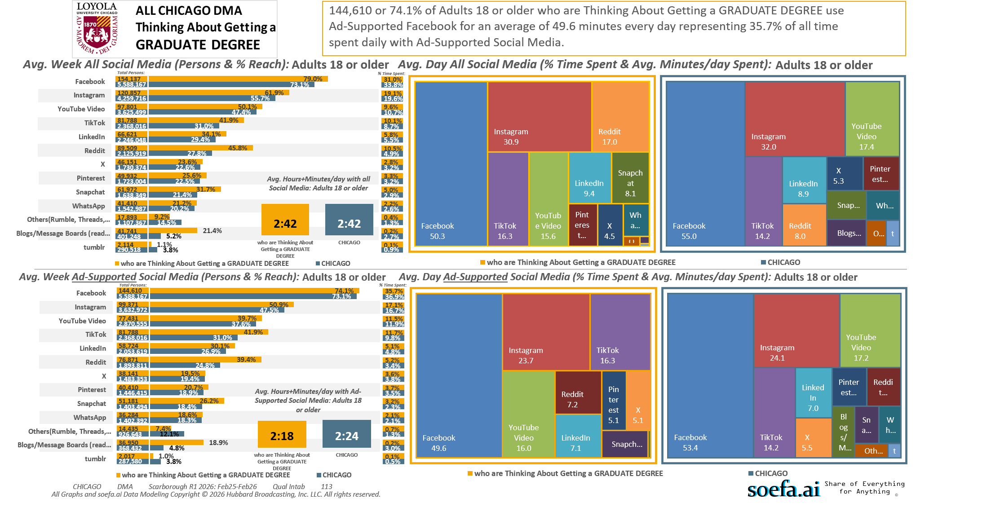 LOYOLA
UNIVERSITY CHICAGO
1870
AD • MAJOREM • DEI • GLORIAM
ALL CHICAGO DMA
Thinking About Getting a
GRADUATE DEGREE
144,610 or 74.1% of Adults 18 or older who are Thinking About Getting a GRADUATE DEGREE use
Ad-Supported Facebook for an average of 49.6 minutes every day representing 35.7% of all time
spent daily with Ad-Supported Social Media.
Avg. Week All Social Media (Persons & % Reach): Adults 18 or older
Total Persons:
% Time Spent:
Facebook
154,137 79.0% 31.0%
5,588,167 73.1% 33.8%
Instagram
120,857 61.9% 19.1%
4,259,716 55.7% 19.6%
YouTube Video
97,801 50.1% 9.6%
3,625,499 47.4% 10.7%
TikTok
81,788 41.9% 10.1%
2,368,016 31.0% 8.7%
LinkedIn
66,621 34.1% 5.8%
2,246,048 29.4% 5.5%
Reddit
89,509 45.8% 10.5%
2,125,919 27.8% 4.9%
X
46,151 23.6% 2.8%
1,730,374 22.6% 3.2%
Pinterest
49,932 25.6% 3.3%
1,723,004 22.5% 3.2%
Snapchat
61,972 31.7% 5.0%
1,638,349 21.4% 2.9%
WhatsApp
41,410 21.2% 2.2%
1,542,987 20.2% 2.6%
Others(Rumble, Threads,...
17,893 9.2% 0.4%
1,107,367 14.5% 1.3%
Blogs/Message Boards (read...
41,741 21.4% 0.2%
401,248 5.2% 2.7%
tumblr
2,114 1.1% 0.1%
290,518 3.8% 0.9%
Avg. Hours+Minutes/day with all
Social Media: Adults 18 or older
2:42
2:42
who are Thinking About
Getting a GRADUATE
DEGREE
CHICAGO
who are Thinking About Getting a GRADUATE DEGREE
CHICAGO
Avg. Day All Social Media (% Time Spent & Avg. Minutes/day Spent): Adults 18 or older
Facebook
50.3
Instagram
30.9
Reddit
17.0
TikTok
16.3
YouTub
e Video
15.6
LinkedIn
9.4
Snapch
at
8.1
Pint
eres
t...
X
4.5
Wh
a...
Facebook
55.0
Instagram
32.0
YouTube
Video
17.4
TikTok
14.2
LinkedIn
8.9
Reddit
8.0
X
5.3
Pinter
est...
Snap...
Wh...
Blogs...
O...
t
who are Thinking About Getting a GRADUATE DEGREE
CHICAGO
Avg. Week Ad-Supported Social Media (Persons & % Reach): Adults 18 or older
Total Persons:
% Time Spent:
Facebook
144,610 74.1% 35.7%
5,588,167 73.1% 36.9%
Instagram
99,371 50.9% 17.1%
3,632,972 47.5% 16.7%
YouTube Video
77,431 39.7% 11.5%
2,870,555 37.6% 11.9%
TikTok
81,788 41.9% 11.7%
2,368,016 31.0% 9.8%
LinkedIn
58,724 30.1% 5.1%
2,053,619 26.9% 4.8%
Reddit
76,871 39.4% 5.2%
1,893,811 24.8% 3.4%
X
38,141 19.5% 3.6%
1,483,353 19.4% 3.8%
Pinterest
40,410 20.7% 3.7%
1,446,415 18.9% 3.5%
Snapchat
51,181 26.2% 3.2%
1,403,494 18.4% 2.3%
WhatsApp
36,284 18.6% 2.1%
1,402,392 18.3% 2.1%
Others(Rumble, Threads,...
14,435 7.4% 0.7%
926,643 12.1% 1.3%
Blogs/Message Boards (read...
36,950 18.9% 0.2%
368,432 4.8% 3.0%
tumblr
2,017 1.0% 0.1%
287,580 3.8% 0.5%
Avg. Hours+Minutes/day with Ad-
Supported Social Media: Adults 18
or older
2:18
2:24
who are Thinking About
Getting a GRADUATE
DEGREE
CHICAGO
who are Thinking About Getting a GRADUATE DEGREE
CHICAGO
Avg. Day Ad-Supported Social Media (% Time Spent & Avg. Minutes/day Spent): Adults 18 or older
Facebook
49.6
Instagram
23.7
TikTok
16.3
YouTube
Video
16.0
Reddit
7.2
LinkedIn
7.1
Pin
ter
est
5.1
X
5.1
Snapch...
Facebook
53.4
Instagram
24.1
YouTube
Video
17.2
TikTok
14.2
Linked
In
7.0
X
5.5
Pinter
est...
Reddi
t...
Bl
og
s/
M...
Sn
a...
W
h...
Oth...
t
who are Thinking About Getting a GRADUATE DEGREE
CHICAGO
CHICAGO DMA Scarborough R1 2026: Feb25-Feb26 Qual Intab 113
All Graphs and soefa.ai Data Modeling Copyright © 2026 Hubbard Broadcasting, Inc. LLC. All rights reserved.
soefa.ai
Share of Everything
for Anything ©